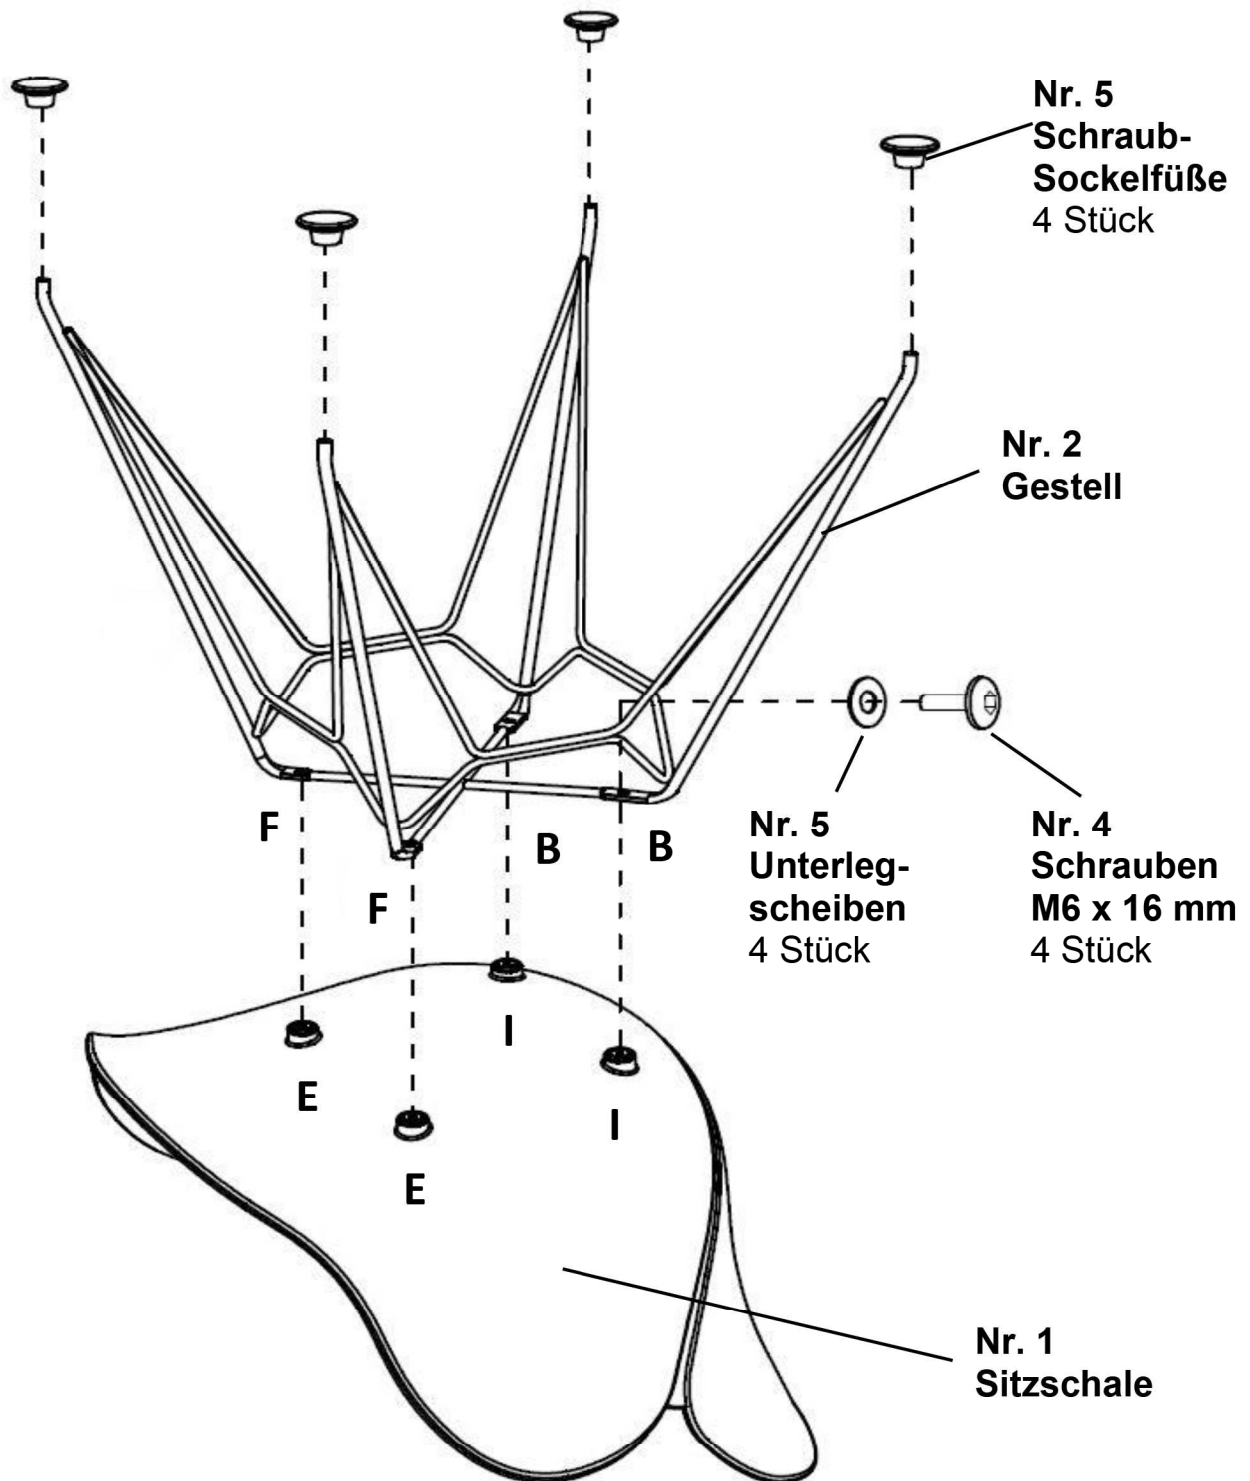 Nr. 5
Schraub-
Sockelfüße
4 Stück
Nr. 2
Gestell
F
B
B
F
Nr. 5
Unterleg-
scheiben
4 Stück
Nr. 4
Schrauben
M6 x 16 mm
4 Stück
I
E
I
E
Nr. 1
Sitzschale